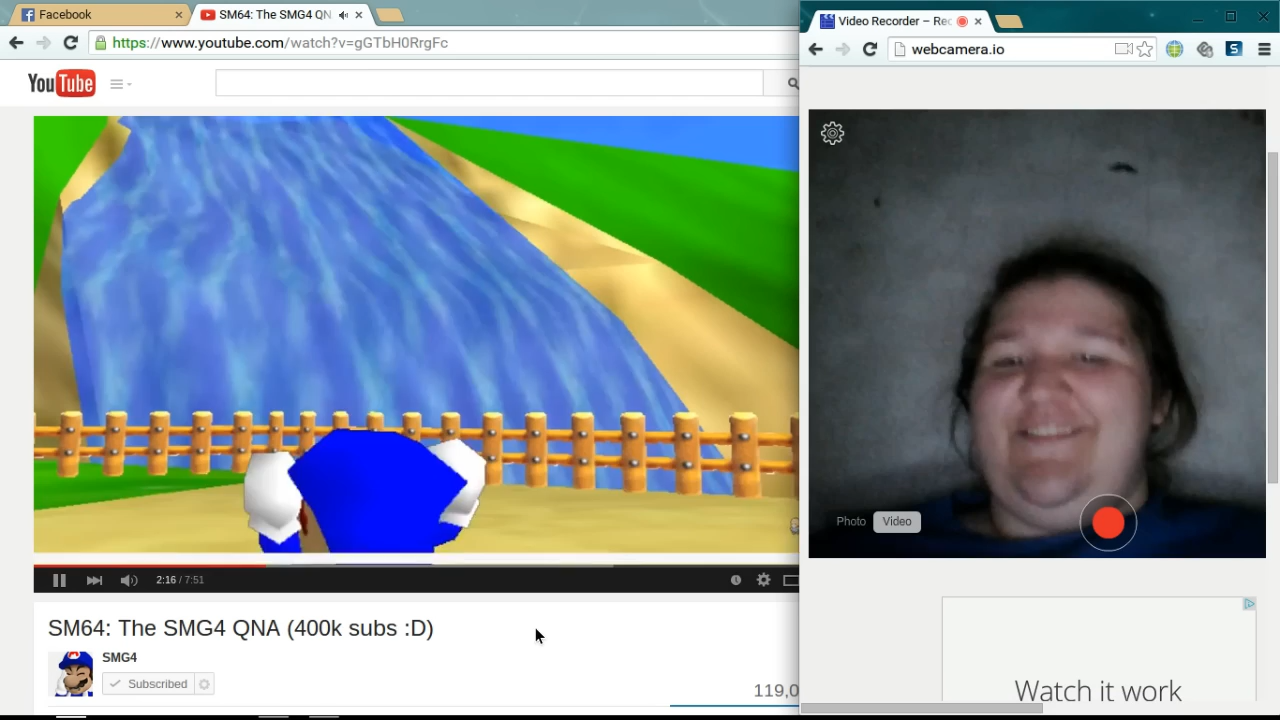 Facebook
SM64: The SMG4 QN
https://www.youtube.com/watch?v=gGTbH0RrgFc
YouTube
2:16 / 7:51
SM64: The SMG4 QNA (400k subs :D)
SMG4
Subscribed
119,0
Video Recorder – Rec
webcamera.io
Photo
Video
Watch it work